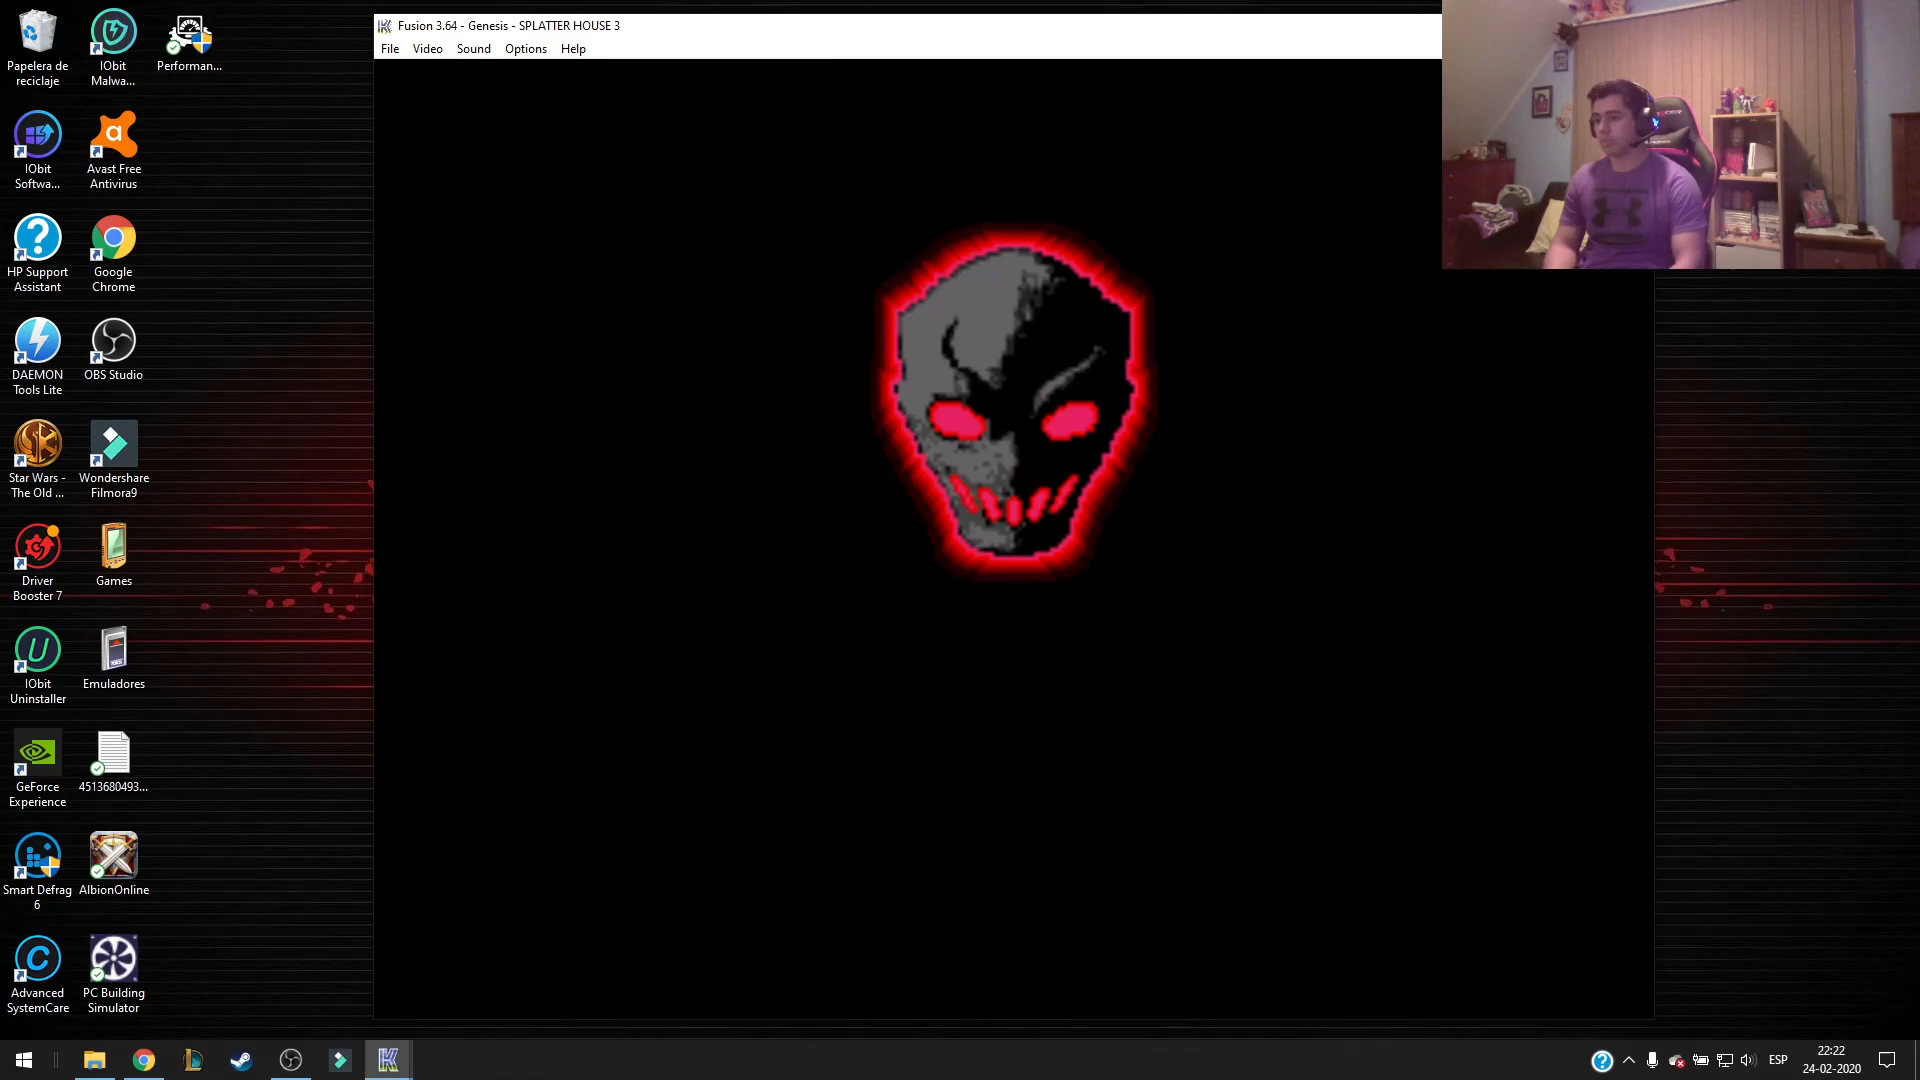 Papelera de
reciclaje
IObit
Malwa...
Performan...
IObit
Softwa...
Avast Free
Antivirus
HP Support
Assistant
Google
Chrome
DAEMON
Tools Lite
OBS Studio
Star Wars -
The Old ...
Wondershare
Filmora9
Driver
Booster 7
Games
IObit
Uninstaller
Emuladores
GeForce
Experience
4513680493...
Smart Defrag
6
AlbionOnline
Advanced
SystemCare
PC Building
Simulator
Fusion 3.64 - Genesis - SPLATTER HOUSE 3
File Video Sound Options Help
ESP
22:22
24-02-2020